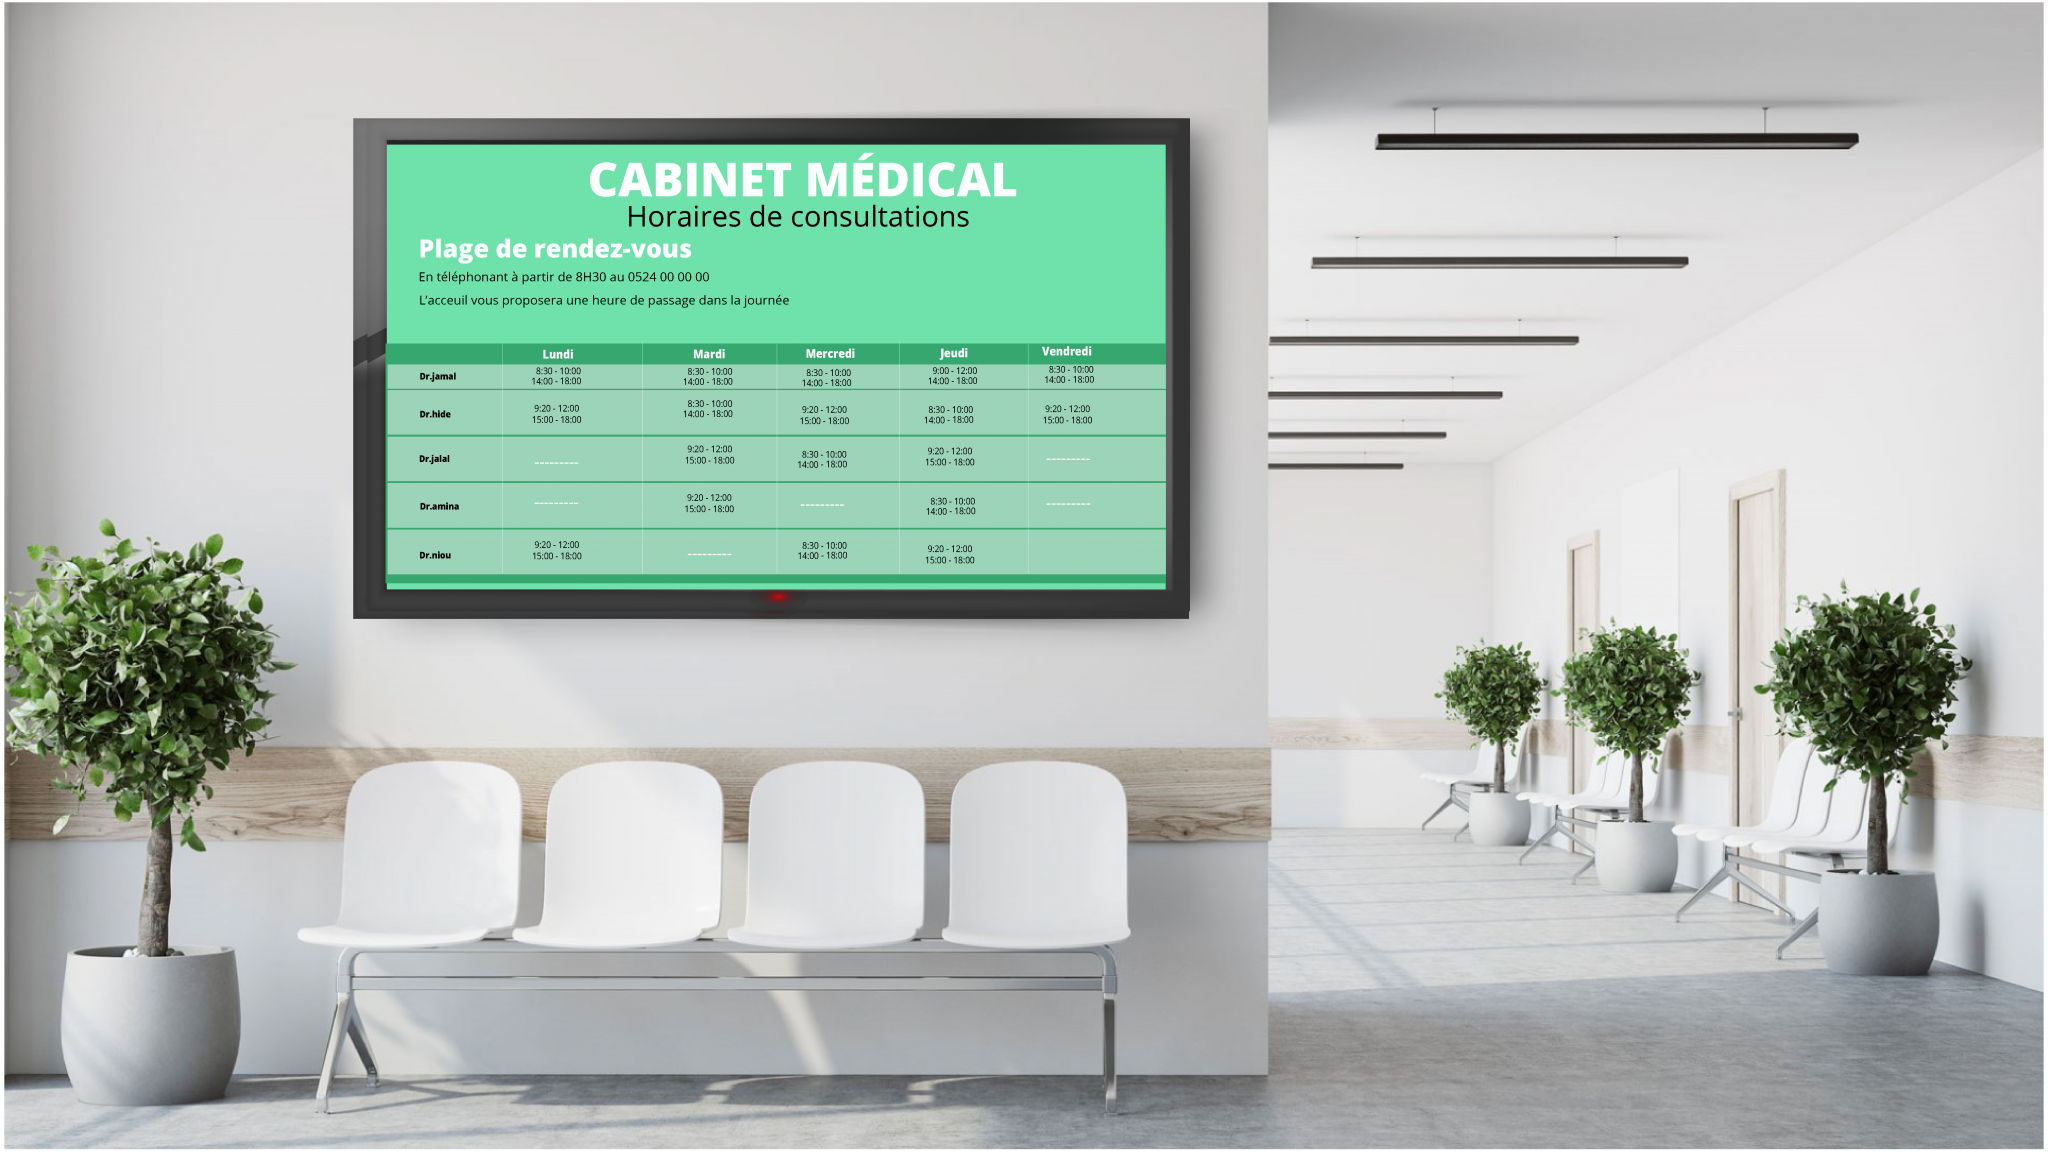 CABINET MÉDICAL
Horaires de consultations
Plage de rendez-vous
En téléphonant à partir de 8H30 au 0524 00 00 00
L'acceuil vous proposera une heure de passage dans la journée
Lundi Mardi Mercredi Jeudi Vendredi
Dr.jamal 8:30 - 10:00 8:30 - 10:00 8:30 - 10:00 9:00 - 12:00 8:30 - 10:00
14:00 - 18:00 14:00 - 18:00 14:00 - 18:00 14:00 - 18:00 14:00 - 18:00
Dr.hide 9:20 - 12:00 8:30 - 10:00 9:20 - 12:00 8:30 - 10:00 9:20 - 12:00
15:00 - 18:00 14:00 - 18:00 15:00 - 18:00 14:00 - 18:00 15:00 - 18:00
Dr.jalal --------- 9:20 - 12:00 8:30 - 10:00 9:20 - 12:00 ---------
15:00 - 18:00 14:00 - 18:00 15:00 - 18:00
Dr.amina --------- 9:20 - 12:00 --------- 8:30 - 10:00 ---------
15:00 - 18:00 14:00 - 18:00
Dr.niou 9:20 - 12:00 --------- 8:30 - 10:00 9:20 - 12:00
15:00 - 18:00 14:00 - 18:00 15:00 - 18:00